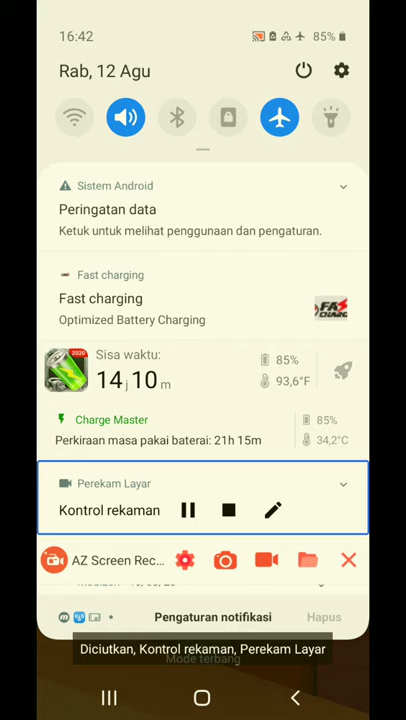 16:42
85%
Rab, 12 Agu
Sistem Android
Peringatan data
Ketuk untuk melihat penggunaan dan pengaturan.
Fast charging
Fast charging
Optimized Battery Charging
2020
Sisa waktu:
14 j 10 m
85%
93,6°F
Charge Master
Perkiraan masa pakai baterai: 21h 15m
85%
34,2°C
Perekam Layar
Kontrol rekaman
AZ Screen Rec...
Pengaturan notifikasi
Hapus
Diciutkan, Kontrol rekaman, Perekam Layar
Mode terbang